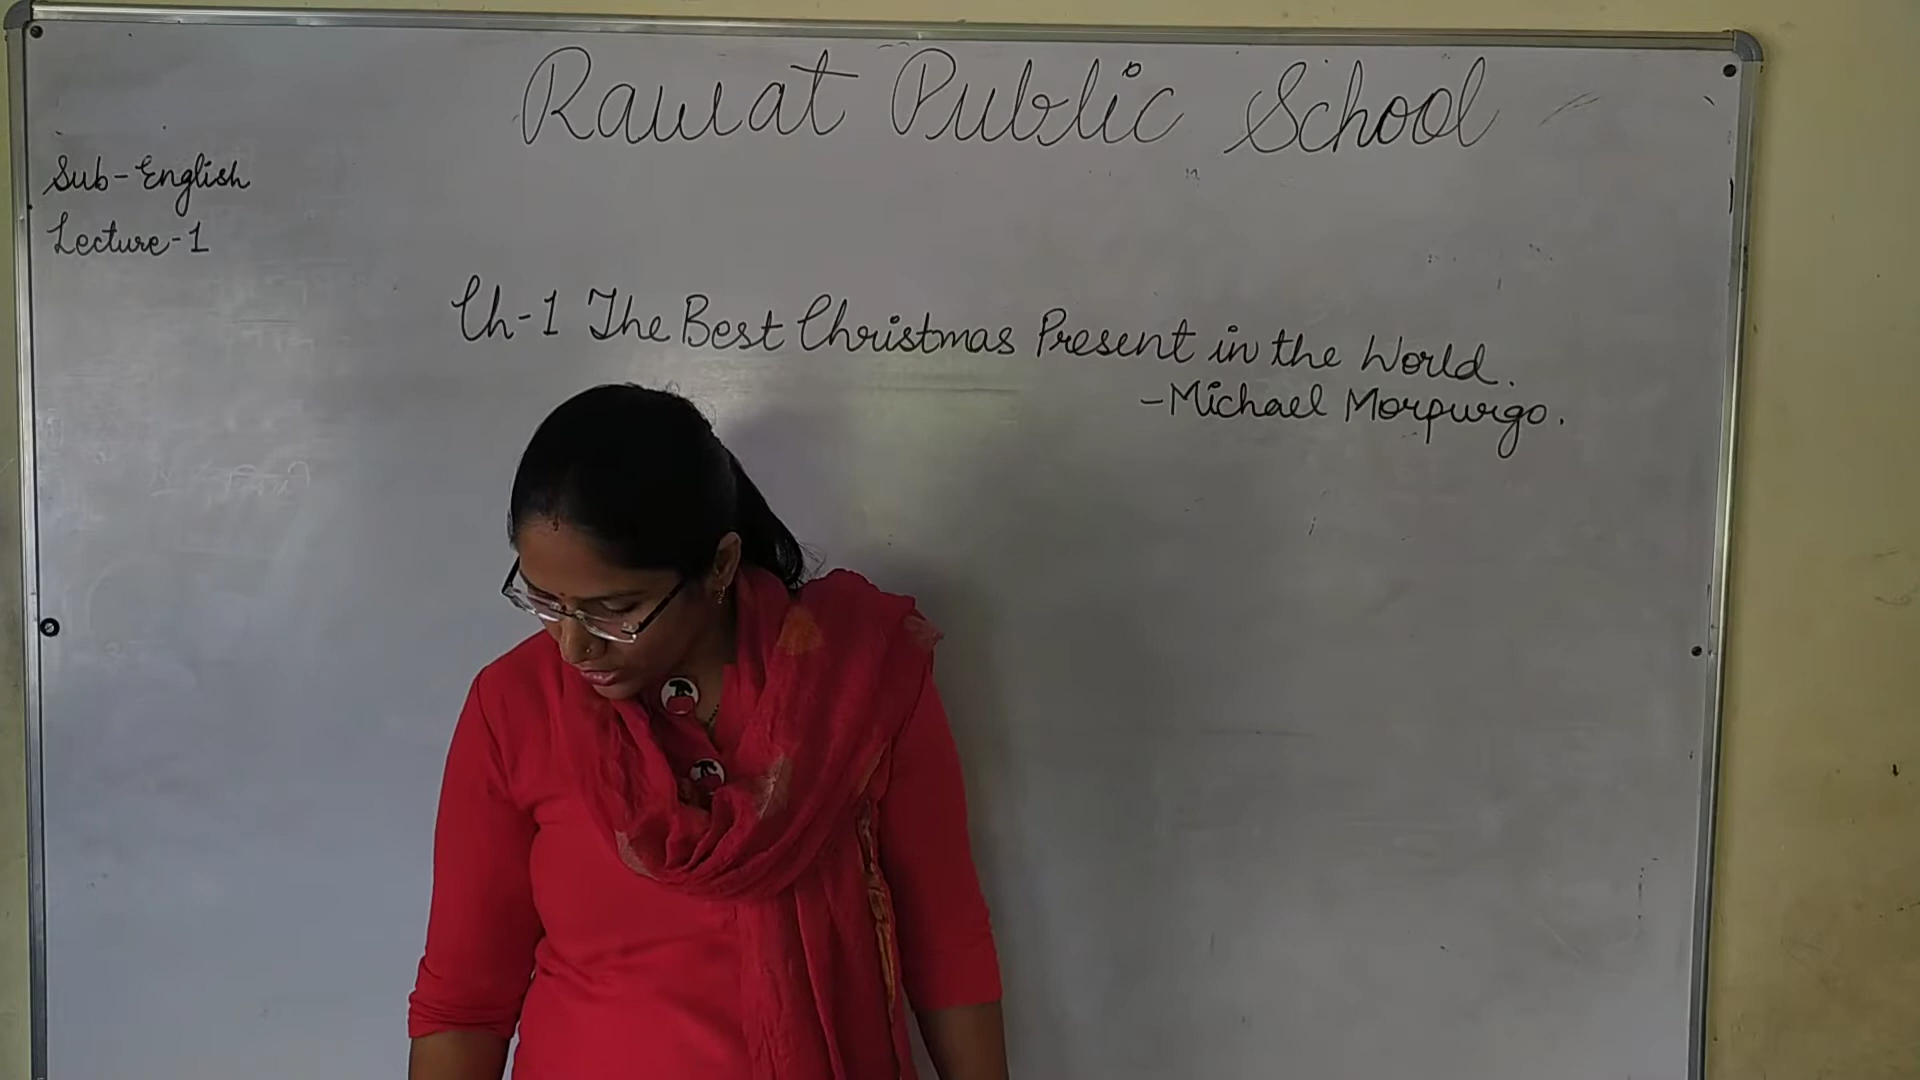 Rawat Public School
Sub-English
Lecture-1
Ch-1 The Best Christmas Present in the World.
-Michael Morpurgo.